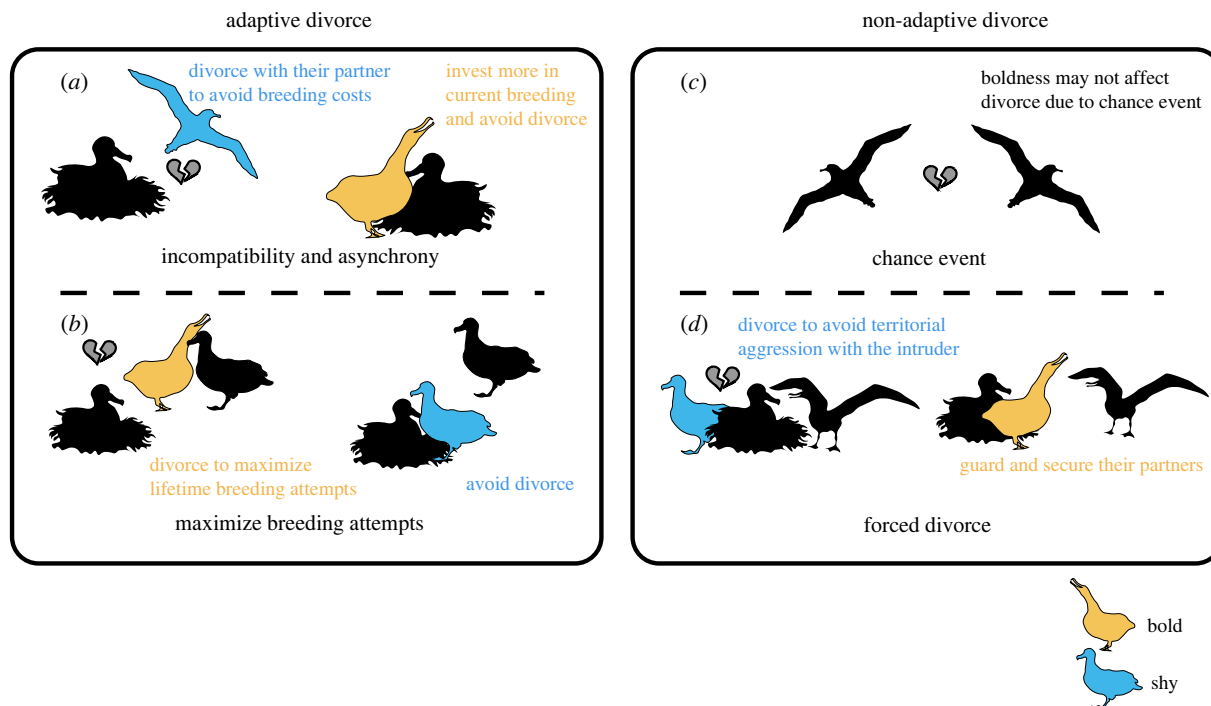 adaptive divorce
non-adaptive divorce
(a)
divorce with their partner
to avoid breeding costs
invest more in
current breeding
and avoid divorce
incompatibility and asynchrony
(b)
divorce to maximize
lifetime breeding attempts
avoid divorce
maximize breeding attempts
(c)
boldness may not affect
divorce due to chance event
chance event
(d)
divorce to avoid territorial
aggression with the intruder
guard and secure their partners
forced divorce
bold
shy